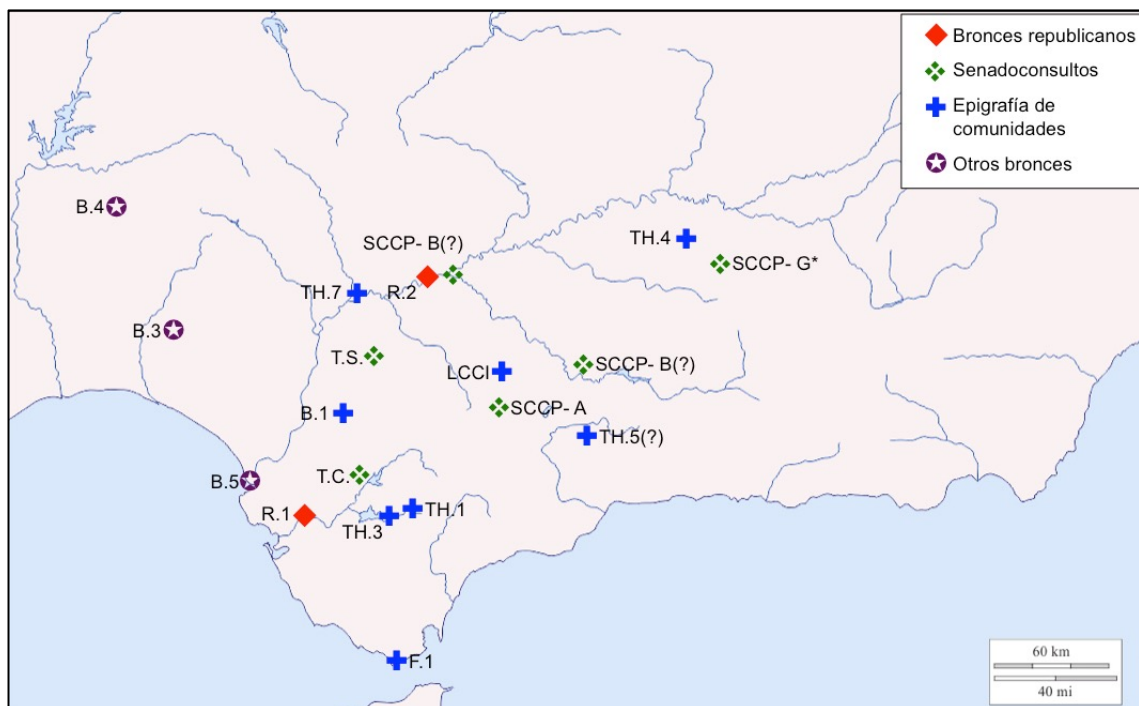 Bronces republicanos
Senadoconsultos
Epigrafía de
comunidades
Otros bronces
B.4
SCCP- B(?)
TH.4
SCCP- G*
TH.7
R.2
B.3
T.S.
LCCI
SCCP- B(?)
B.1
SCCP- A
TH.5(?)
B.5
T.C.
R.1
TH.3
TH.1
F.1
60 km
40 mi